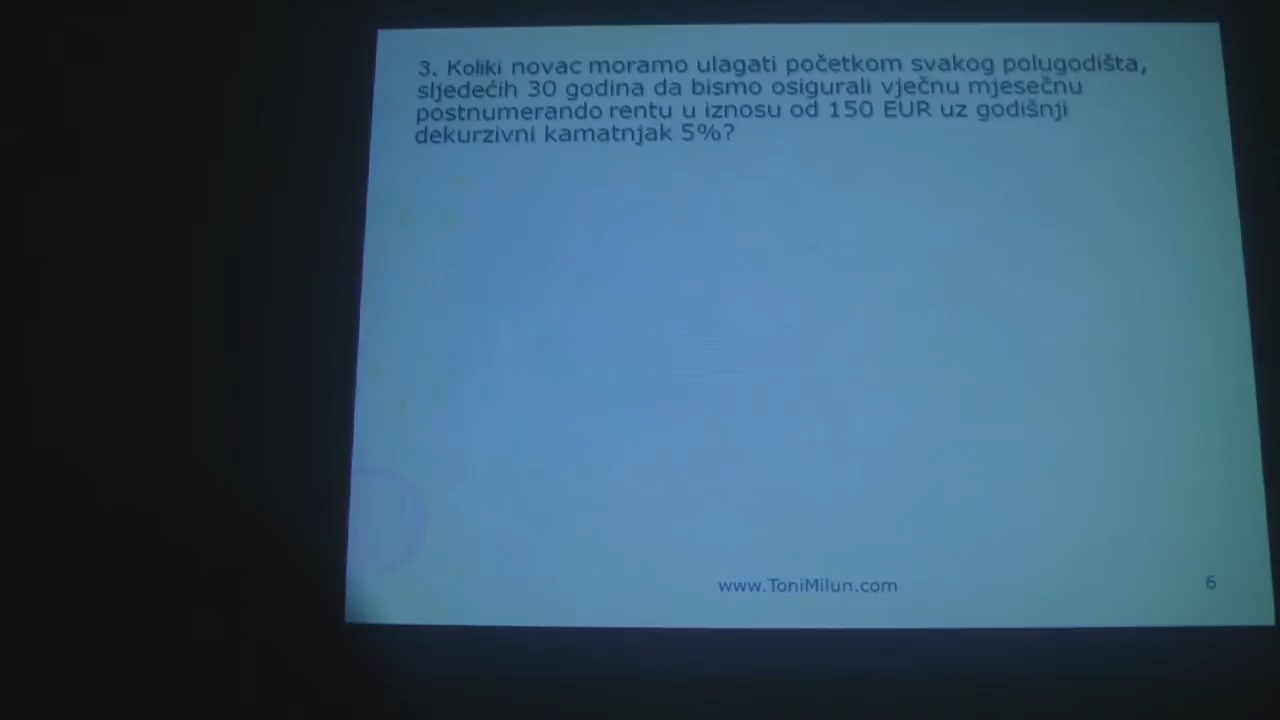 3. Koliki novac moramo ulagati početkom svakog polugodišta,
sljedećih 30 godina da bismo osigurali vječnu mjesečnu
postnumerando rentu u iznosu od 150 EUR uz godišnji
dekurzivni kamatnjak 5%?
www.ToniMilun.com
6